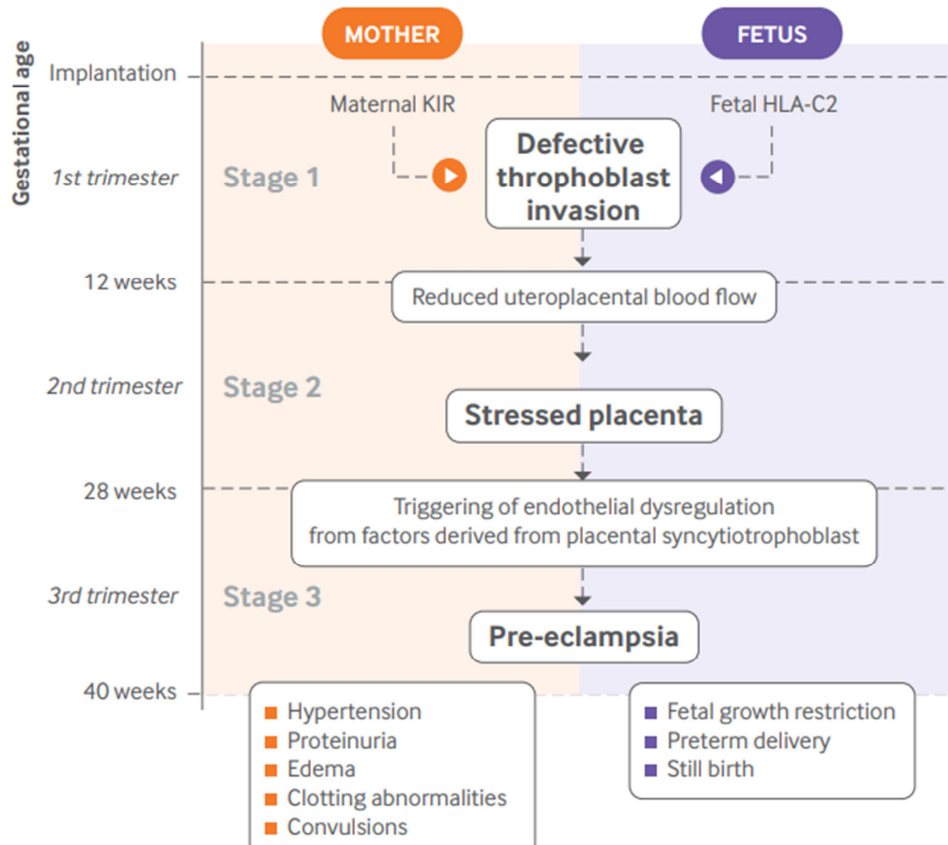 MOTHER
FETUS
Gestational age
Implantation
Maternal KIR
Fetal HLA-C2
1st trimester
Stage 1
Defective
throphoblast
invasion
12 weeks
Reduced uteroplacental blood flow
2nd trimester
Stage 2
Stressed placenta
28 weeks
Triggering of endothelial dysregulation
from factors derived from placental syncytiotrophoblast
3rd trimester
Stage 3
Pre-eclampsia
40 weeks
Hypertension
Proteinuria
Edema
Clotting abnormalities
Convulsions
Fetal growth restriction
Preterm delivery
Still birth